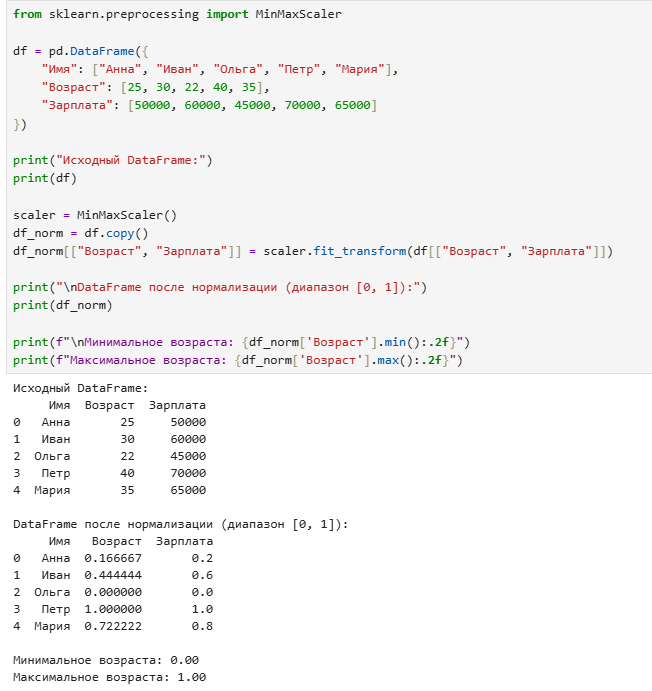 from sklearn.preprocessing import MinMaxScaler
df = pd.DataFrame({
    "Имя": ["Анна", "Иван", "Ольга", "Петр", "Мария"],
    "Возраст": [25, 30, 22, 40, 35],
    "Зарплата": [50000, 60000, 45000, 70000, 65000]
})
print("Исходный DataFrame:")
print(df)
scaler = MinMaxScaler()
df_norm = df.copy()
df_norm[["Возраст", "Зарплата"]] = scaler.fit_transform(df[["Возраст", "Зарплата"]])
print("\nDataFrame после нормализации (диапазон [0, 1]):")
print(df_norm)
print(f"\nМинимальное возраста: {df_norm['Возраст'].min():.2f}")
print(f"Максимальное возраста: {df_norm['Возраст'].max():.2f}")
Исходный DataFrame:
     Имя  Возраст  Зарплата
0   Анна       25     50000
1   Иван       30     60000
2  Ольга       22     45000
3   Петр       40     70000
4  Мария       35     65000
DataFrame после нормализации (диапазон [0, 1]):
     Имя   Возраст  Зарплата
0   Анна  0.166667       0.2
1   Иван  0.444444       0.6
2  Ольга  0.000000       0.0
3   Петр  1.000000       1.0
4  Мария  0.722222       0.8
Минимальное возраста: 0.00
Максимальное возраста: 1.00